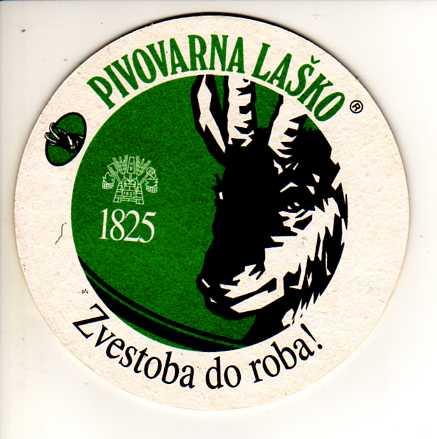 PIVOVARNA LAŠKO ®
1825
Zvestoba do roba!